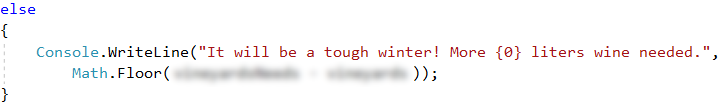 else
{
Console.WriteLine("It will be a tough winter! More {0} liters wine needed.",
Math.Floor( ));
}